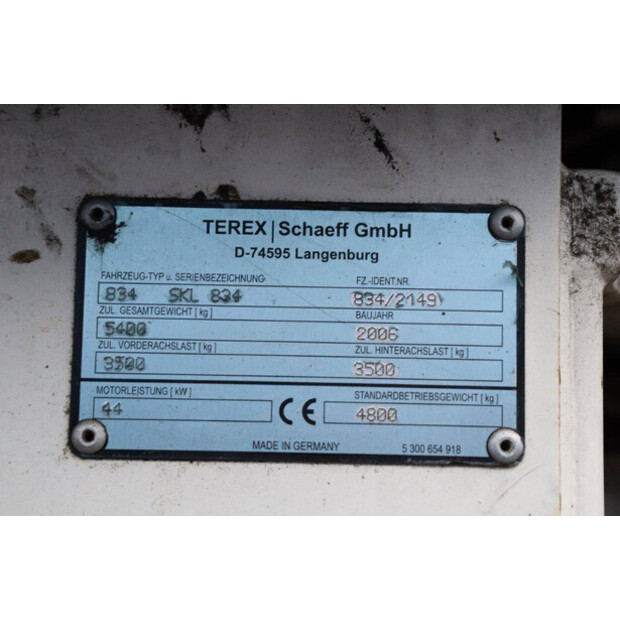 TEREX | Schaeff GmbH
D-74595 Langenburg
FAHRZEUG-TYP u. SERIENBEZEICHNUNG FZ.-IDENT.NR.
834 SKL 834 834/2149
ZUL. GESAMTGEWICHT [ kg ] BAUJAHR
5400 2006
ZUL. VORDERACHSLAST [ kg ] ZUL. HINTERACHSLAST [ kg ]
3500 3500
MOTORLEISTUNG [ kW ] STANDARDBETRIEBSGEWICHT [ kg ]
44 CE 4800
MADE IN GERMANY 5 300 654 918